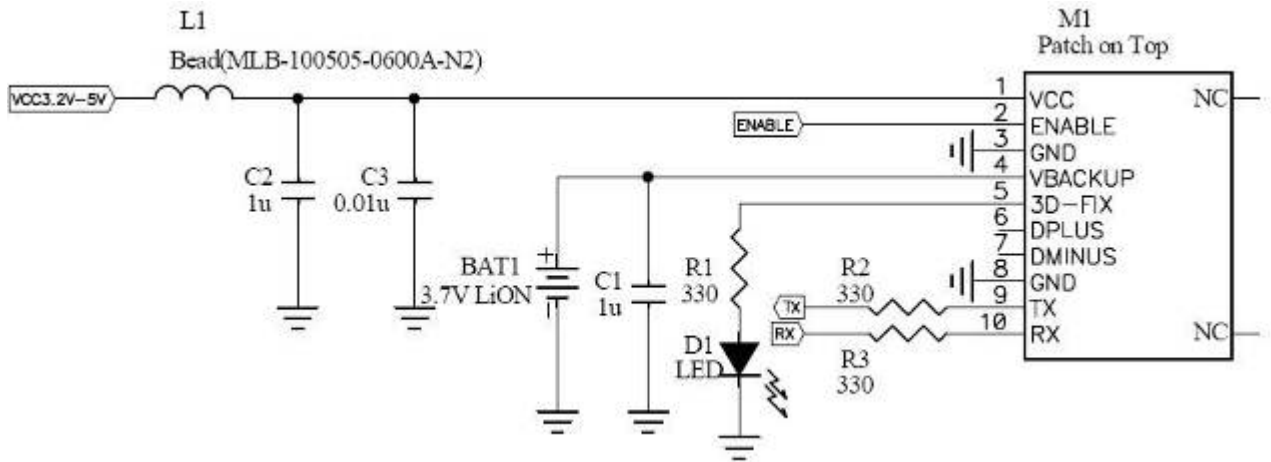 L1
Bead(MLB-100505-0600A-N2)
VCC3.2V-5V
C2
1u
C3
0.01u
BAT1
3.7V LiON
C1
1u
R1
330
D1
LED
ENABLE
R2
330
TX
RX
R3
330
M1
Patch on Top
1 VCC NC
2 ENABLE
3 GND
4 VBACKUP
5 3D-FIX
6 DPLUS
7 DMINUS
8 GND
9 TX
10 RX NC